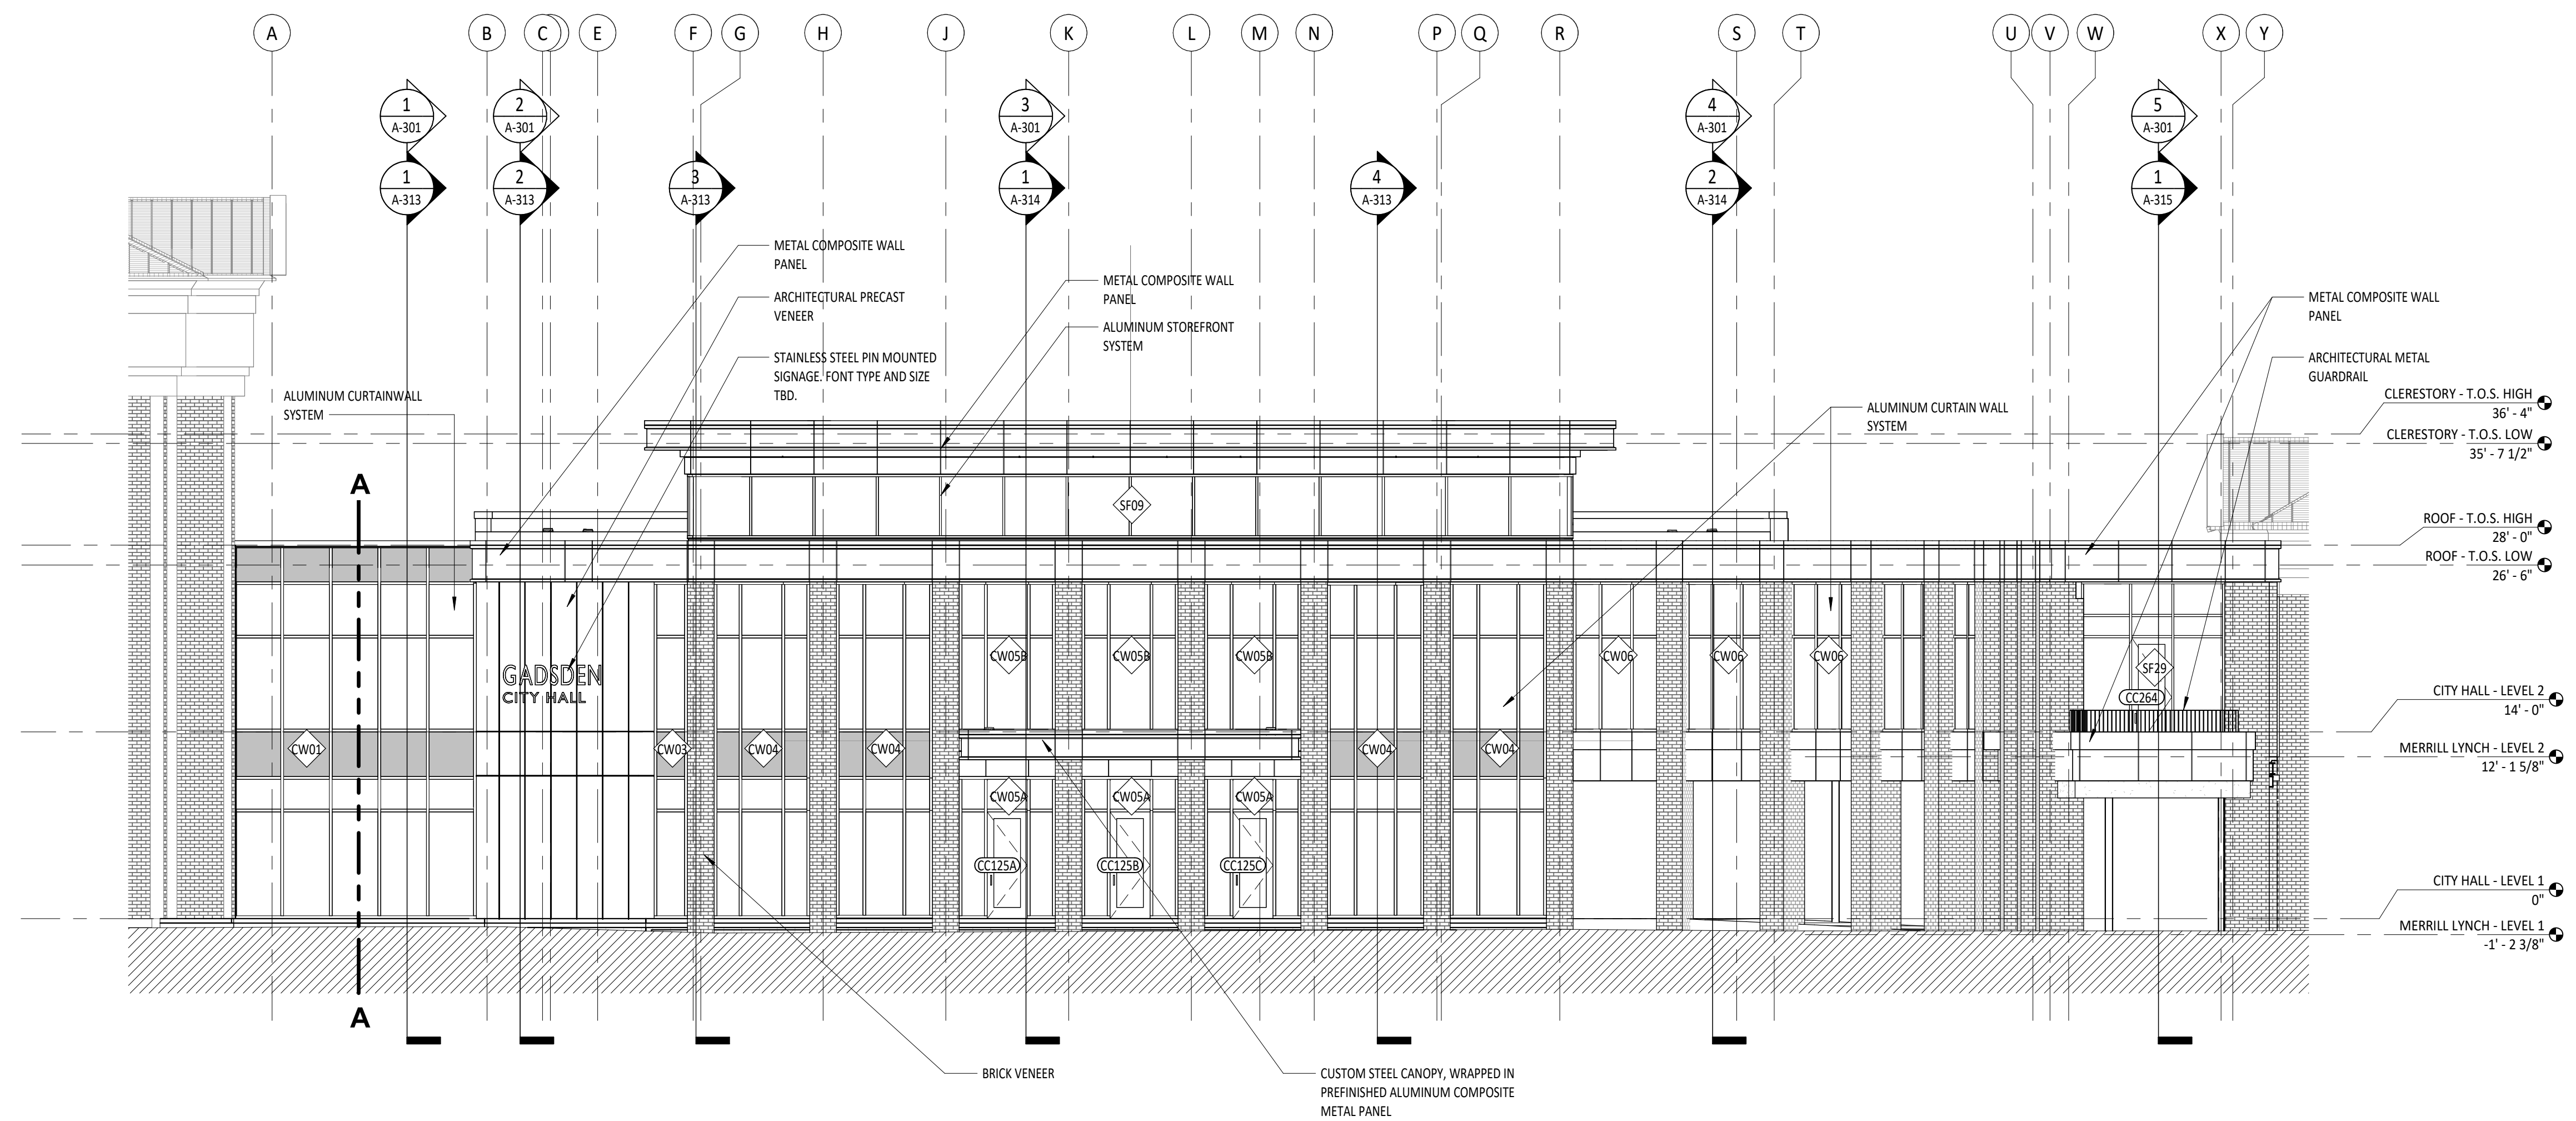 A B C E F G H J K L M N P Q R S T U V W X Y
1 2 3 4 5
A-301 A-301 A-301 A-301 A-301
1 2 3 1 4 2 1
A-313 A-313 A-313 A-314 A-313 A-314 A-315
METAL COMPOSITE WALL
PANEL
ARCHITECTURAL PRECAST
VENEER
STAINLESS STEEL PIN MOUNTED
SIGNAGE. FONT TYPE AND SIZE
TBD.
METAL COMPOSITE WALL
PANEL
ALUMINUM STOREFRONT
SYSTEM
METAL COMPOSITE WALL
PANEL
ARCHITECTURAL METAL
GUARDRAIL
ALUMINUM CURTAINWALL
SYSTEM
ALUMINUM CURTAIN WALL
SYSTEM
CLERESTORY - T.O.S. HIGH
36' - 4"
CLERESTORY - T.O.S. LOW
35' - 7 1/2"
ROOF - T.O.S. HIGH
28' - 0"
ROOF - T.O.S. LOW
26' - 6"
CITY HALL - LEVEL 2
14' - 0"
MERRILL LYNCH - LEVEL 2
12' - 1 5/8"
CITY HALL - LEVEL 1
0"
MERRILL LYNCH - LEVEL 1
-1' - 2 3/8"
A
SF09
GADSDEN
CITY HALL
CW05B CW05B CW05B CW06 CW06 CW06 SF29
CC264
CW01 CW03 CW04 CW04 CW04 CW04
CW05A CW05A CW05A
CC125A CC125B CC125C
A
BRICK VENEER
CUSTOM STEEL CANOPY, WRAPPED IN
PREFINISHED ALUMINUM COMPOSITE
METAL PANEL